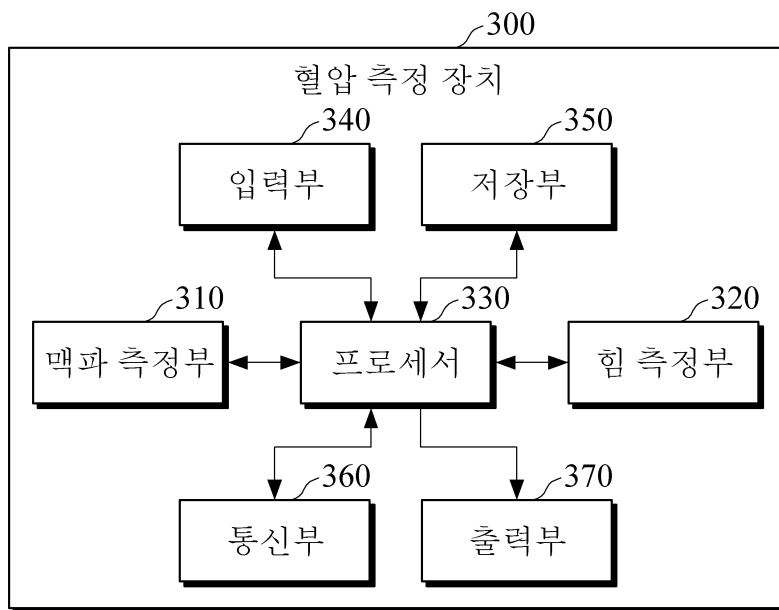 300
혈압 측정 장치
340
입력부
350
저장부
310
맥파 측정부
330
프로세서
320
힘 측정부
360
통신부
370
출력부